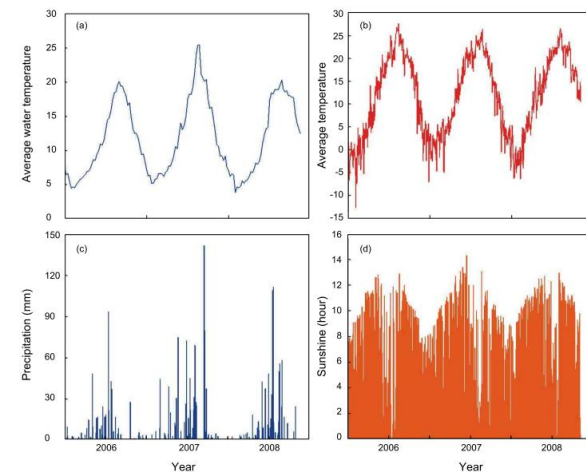 (a)
Average water temperature
30
25
20
15
10
5
0
(b)
Average temperature
30
25
20
15
10
5
0
-5
-10
-15
(c)
Precipitation (mm)
150
120
90
60
30
0
2006 2007 2008
Year
(d)
Sunshine (hour)
16
14
12
10
8
6
4
2
0
2006 2007 2008
Year